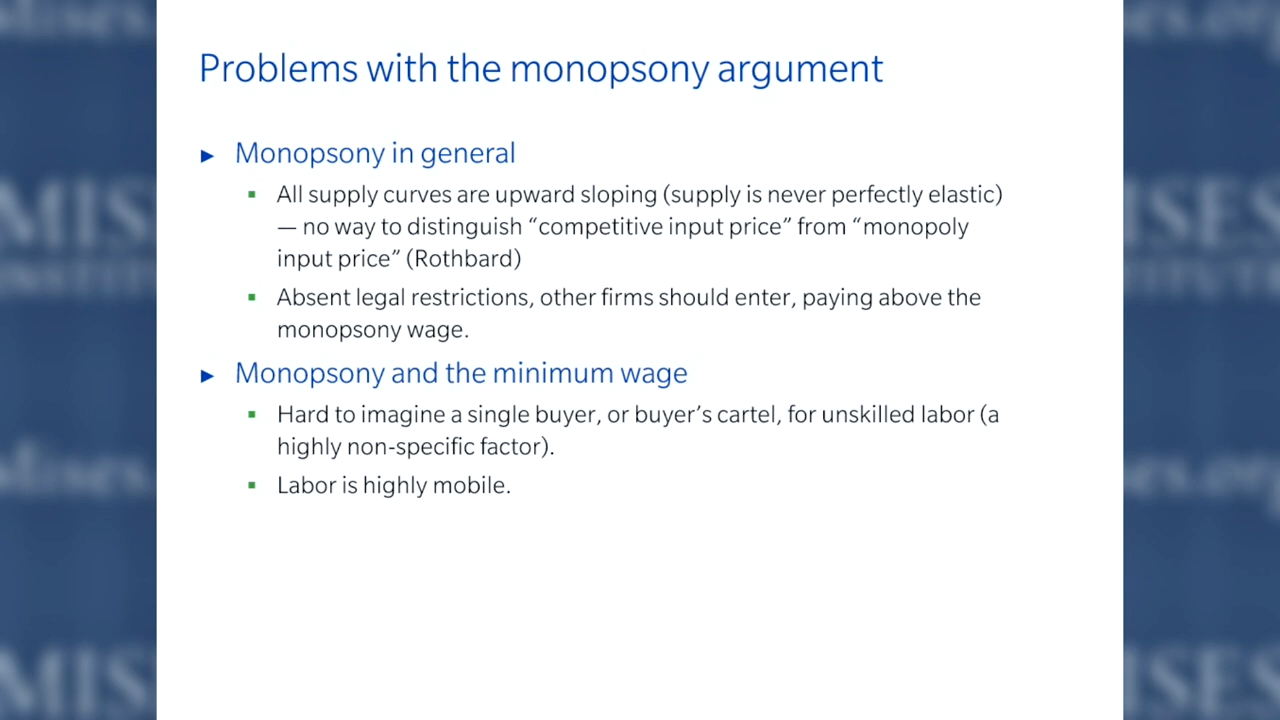 Problems with the monopsony argument
► Monopsony in general
▪ All supply curves are upward sloping (supply is never perfectly elastic)
— no way to distinguish “competitive input price” from “monopoly
input price” (Rothbard)
▪ Absent legal restrictions, other firms should enter, paying above the
monopsony wage.
► Monopsony and the minimum wage
▪ Hard to imagine a single buyer, or buyer’s cartel, for unskilled labor (a
highly non-specific factor).
▪ Labor is highly mobile.